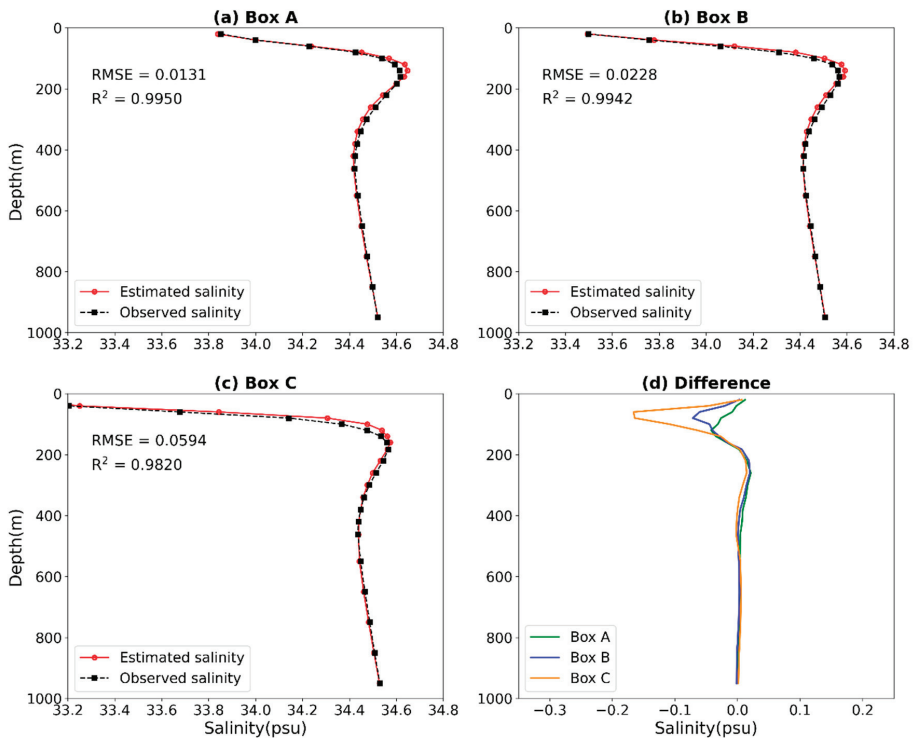 (a) Box A
(b) Box B
0
200
400
600
800
1000
Depth(m)
RMSE = 0.0131
R² = 0.9950
Estimated salinity
Observed salinity
33.2 33.4 33.6 33.8 34.0 34.2 34.4 34.6 34.8
0
200
400
600
800
1000
RMSE = 0.0228
R² = 0.9942
Estimated salinity
Observed salinity
33.2 33.4 33.6 33.8 34.0 34.2 34.4 34.6 34.8
(c) Box C
(d) Difference
0
200
400
600
800
1000
Depth(m)
RMSE = 0.0594
R² = 0.9820
Estimated salinity
Observed salinity
33.2 33.4 33.6 33.8 34.0 34.2 34.4 34.6 34.8
Salinity(psu)
0
200
400
600
800
1000
Box A
Box B
Box C
−0.3 −0.2 −0.1 0.0 0.1 0.2
Salinity(psu)